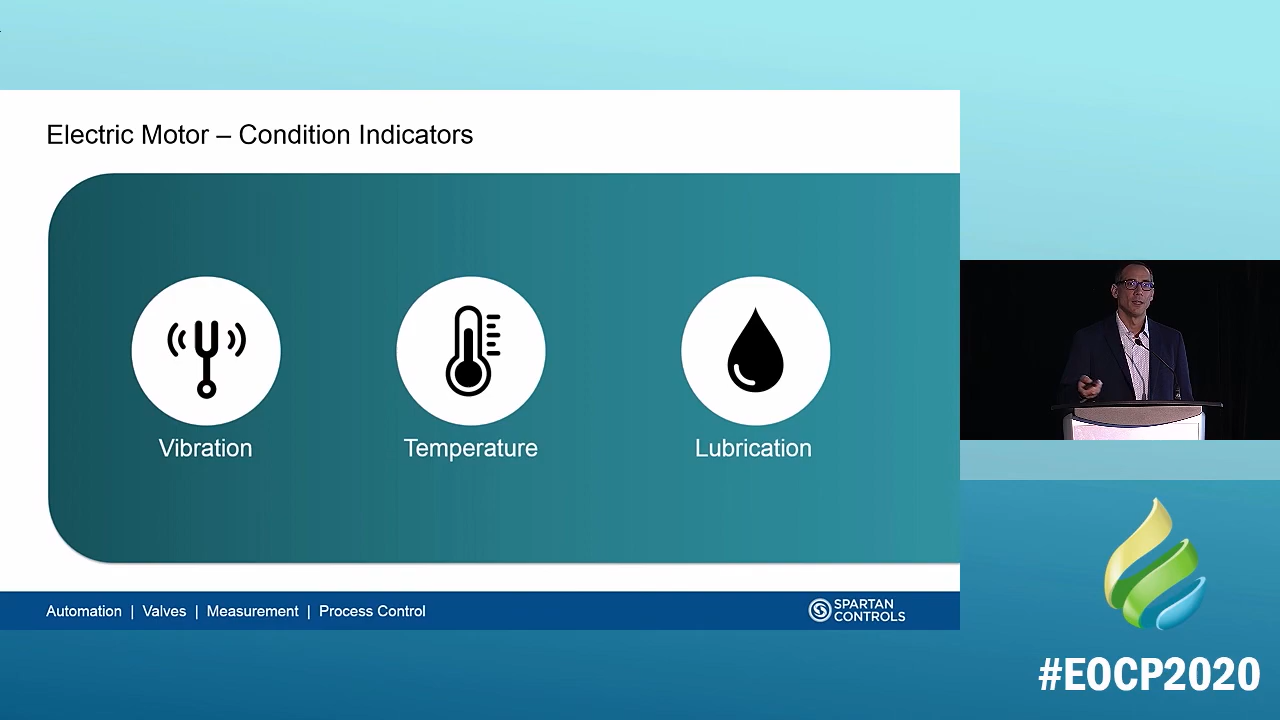 Electric Motor – Condition Indicators
Vibration
Temperature
Lubrication
Automation | Valves | Measurement | Process Control
SPARTAN
CONTROLS
#EOCP2020